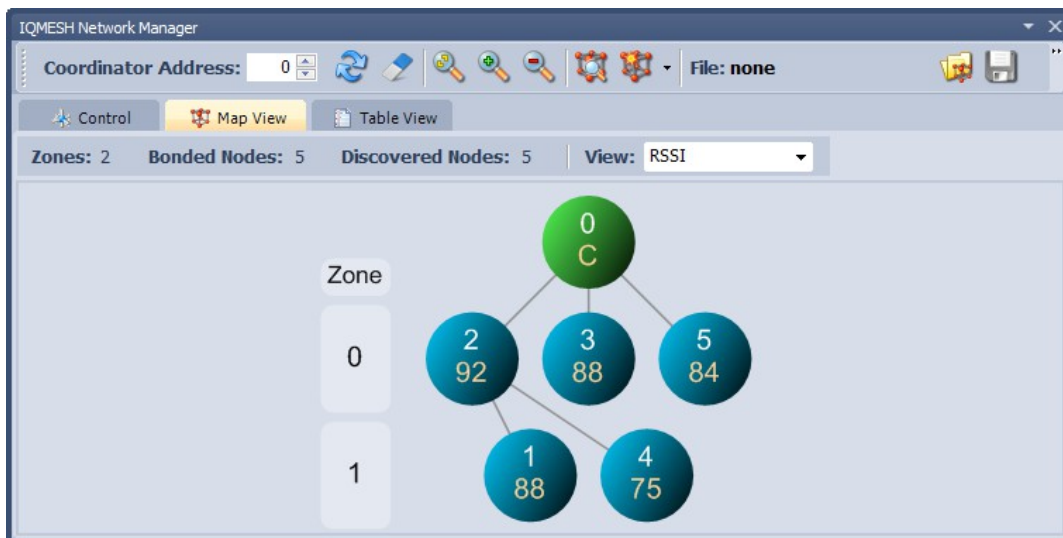 IQMESH Network Manager
Coordinator Address: 0 File: none
Control Map View Table View
Zones: 2 Bonded Nodes: 5 Discovered Nodes: 5 View: RSSI
0
C
Zone
0
2
92
3
88
5
84
1
1
88
4
75